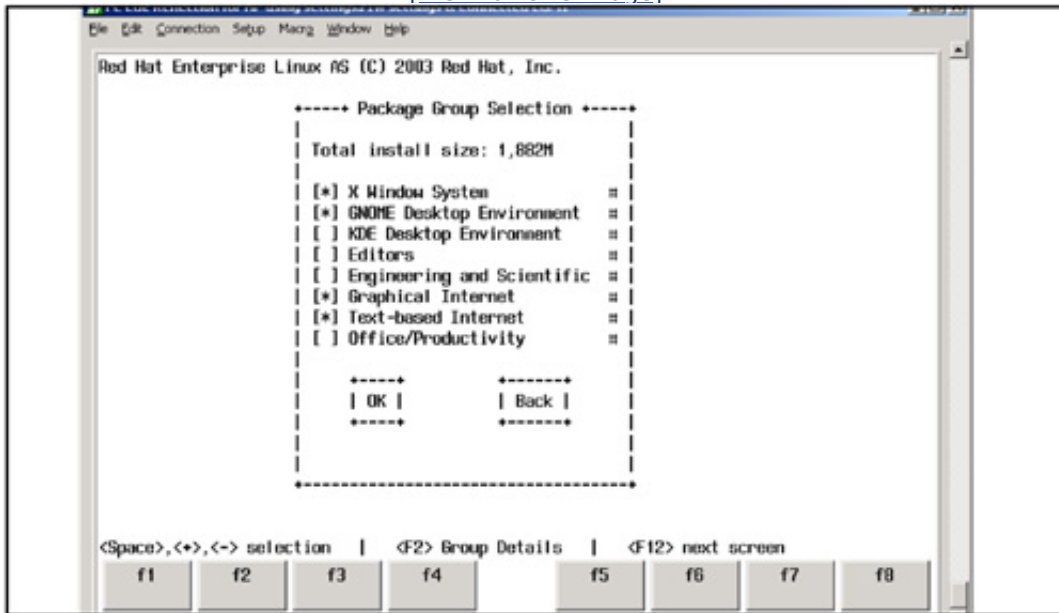 File Edit Connection Setup Macro Window Help
Red Hat Enterprise Linux AS (C) 2003 Red Hat, Inc.
+----+ Package Group Selection +----+
Total install size: 1,882M
[*] X Window System
[*] GNOME Desktop Environment
[ ] KDE Desktop Environment
[ ] Editors
[ ] Engineering and Scientific
[*] Graphical Internet
[*] Text-based Internet
[ ] Office/Productivity
| OK | | Back |
<Space>,<+>,<-> selection | <F2> Group Details | <F12> next screen
f1 f2 f3 f4 f5 f6 f7 f8